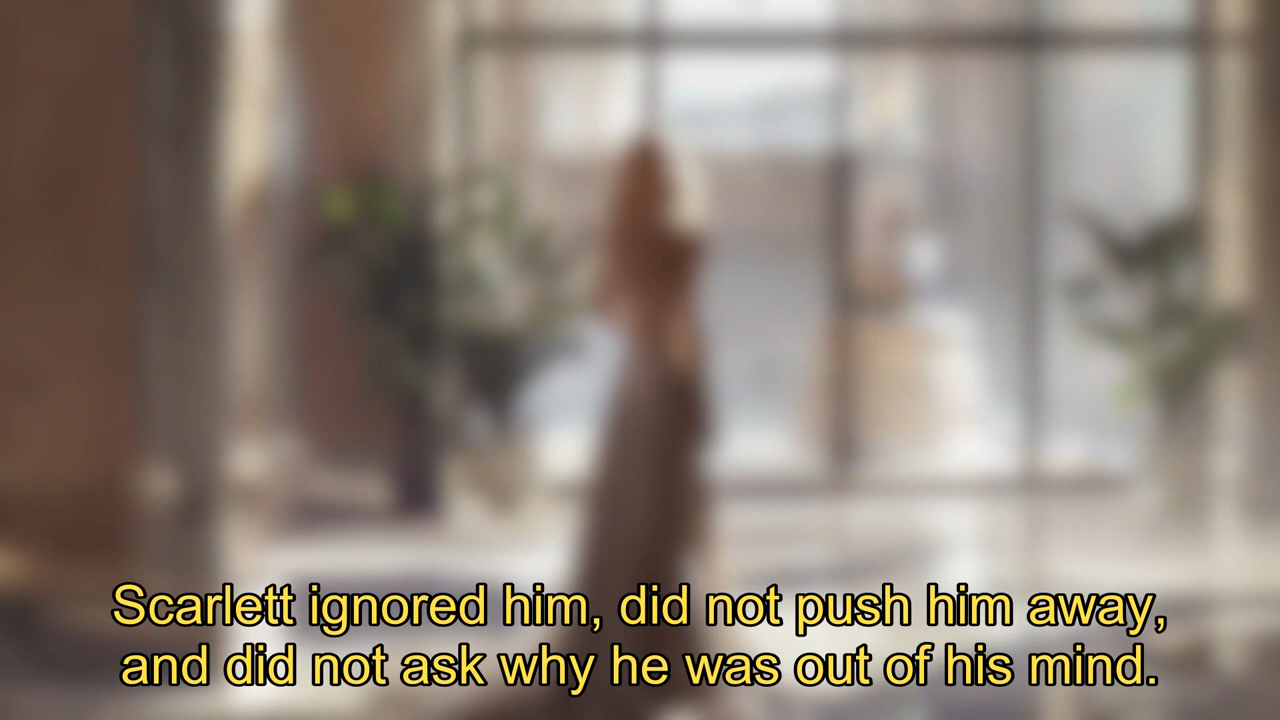 Scarlett ignored him, did not push him away,
and did not ask why he was out of his mind.